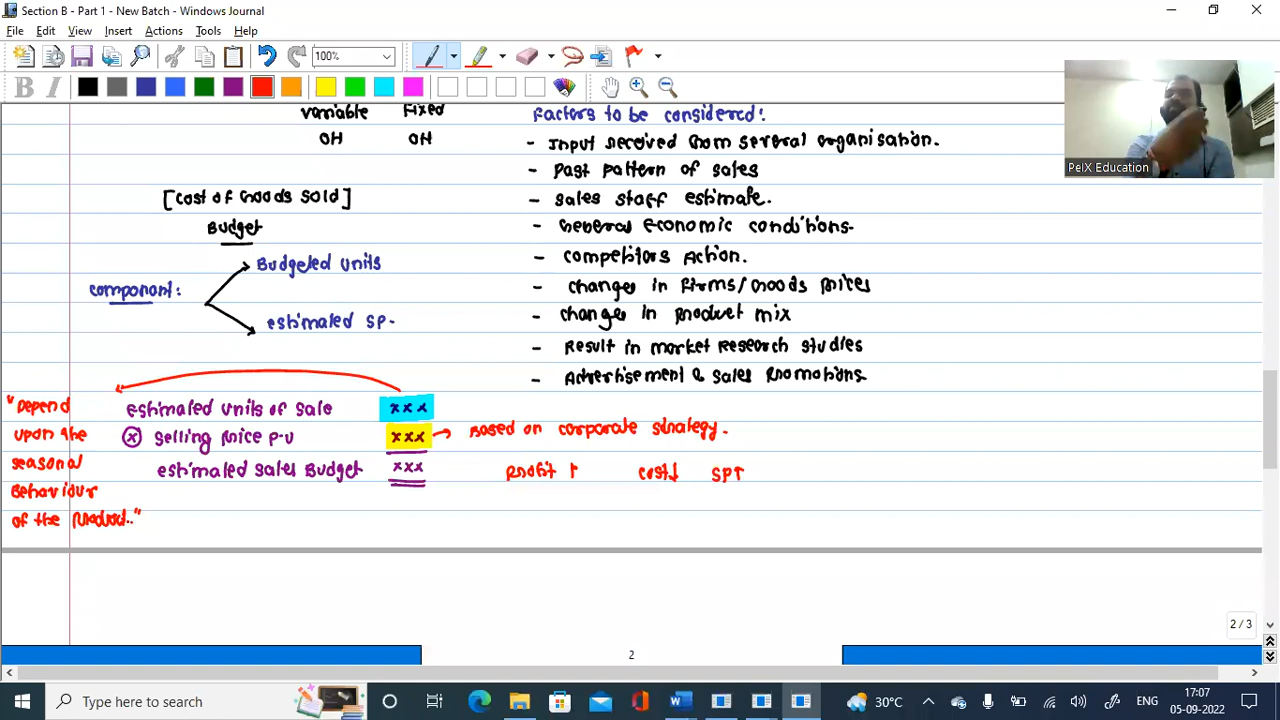 Section B - Part 1 - New Batch - Windows Journal
File Edit View Insert Actions Tools Help
100%
B I
variable Fixed
OH OH
[Cost of Goods Sold]
Budget
component:
Budgeted units
estimated SP.
Factors to be considered:
- Input received from several organisation.
- Past pattern of sales
- Sales staff estimate.
- General Economic conditions.
- competitors Action.
- changes in Firms/Goods Prices
- change in Product mix
- Result in market Research studies
- Advertisement & Sales Promotions.
"Depend
upon the
seasonal
Behaviour
of the Product.."
estimated units of sale xxx
(x) selling Price P.U xxx → Based on corporate strategy.
estimated sales Budget xxx
Profit ↑ cost↓ SP↑
PelX Education
2 / 3
2
Type here to search
30°C
ENG
17:07
05-09-2022